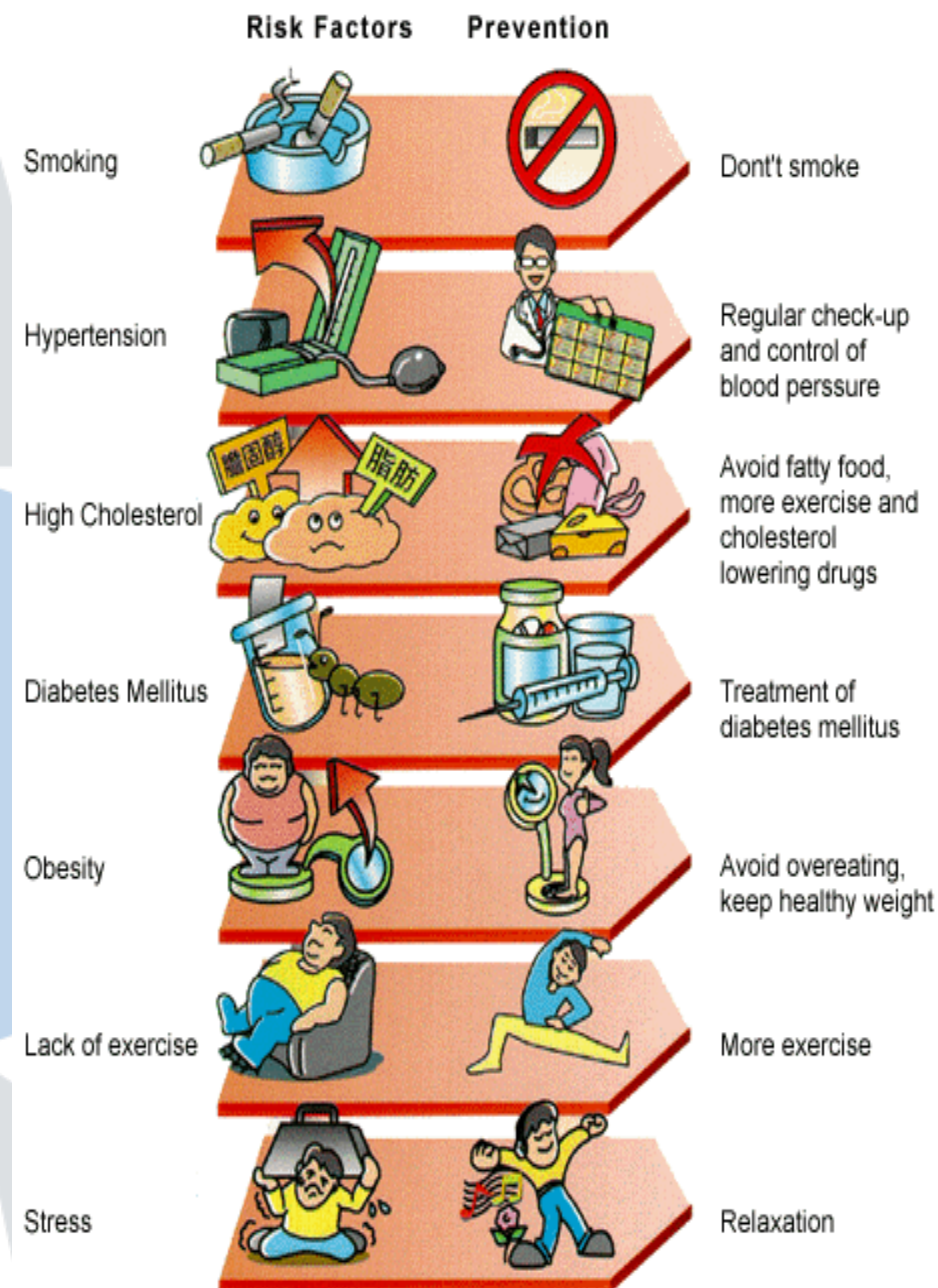 Risk Factors Prevention
Smoking
Dont't smoke
Hypertension
Regular check-up
and control of
blood perssure
膽固醇
脂肪
High Cholesterol
Avoid fatty food,
more exercise and
cholesterol
lowering drugs
Diabetes Mellitus
Treatment of
diabetes mellitus
Obesity
Avoid overeating,
keep healthy weight
Lack of exercise
More exercise
Stress
Relaxation